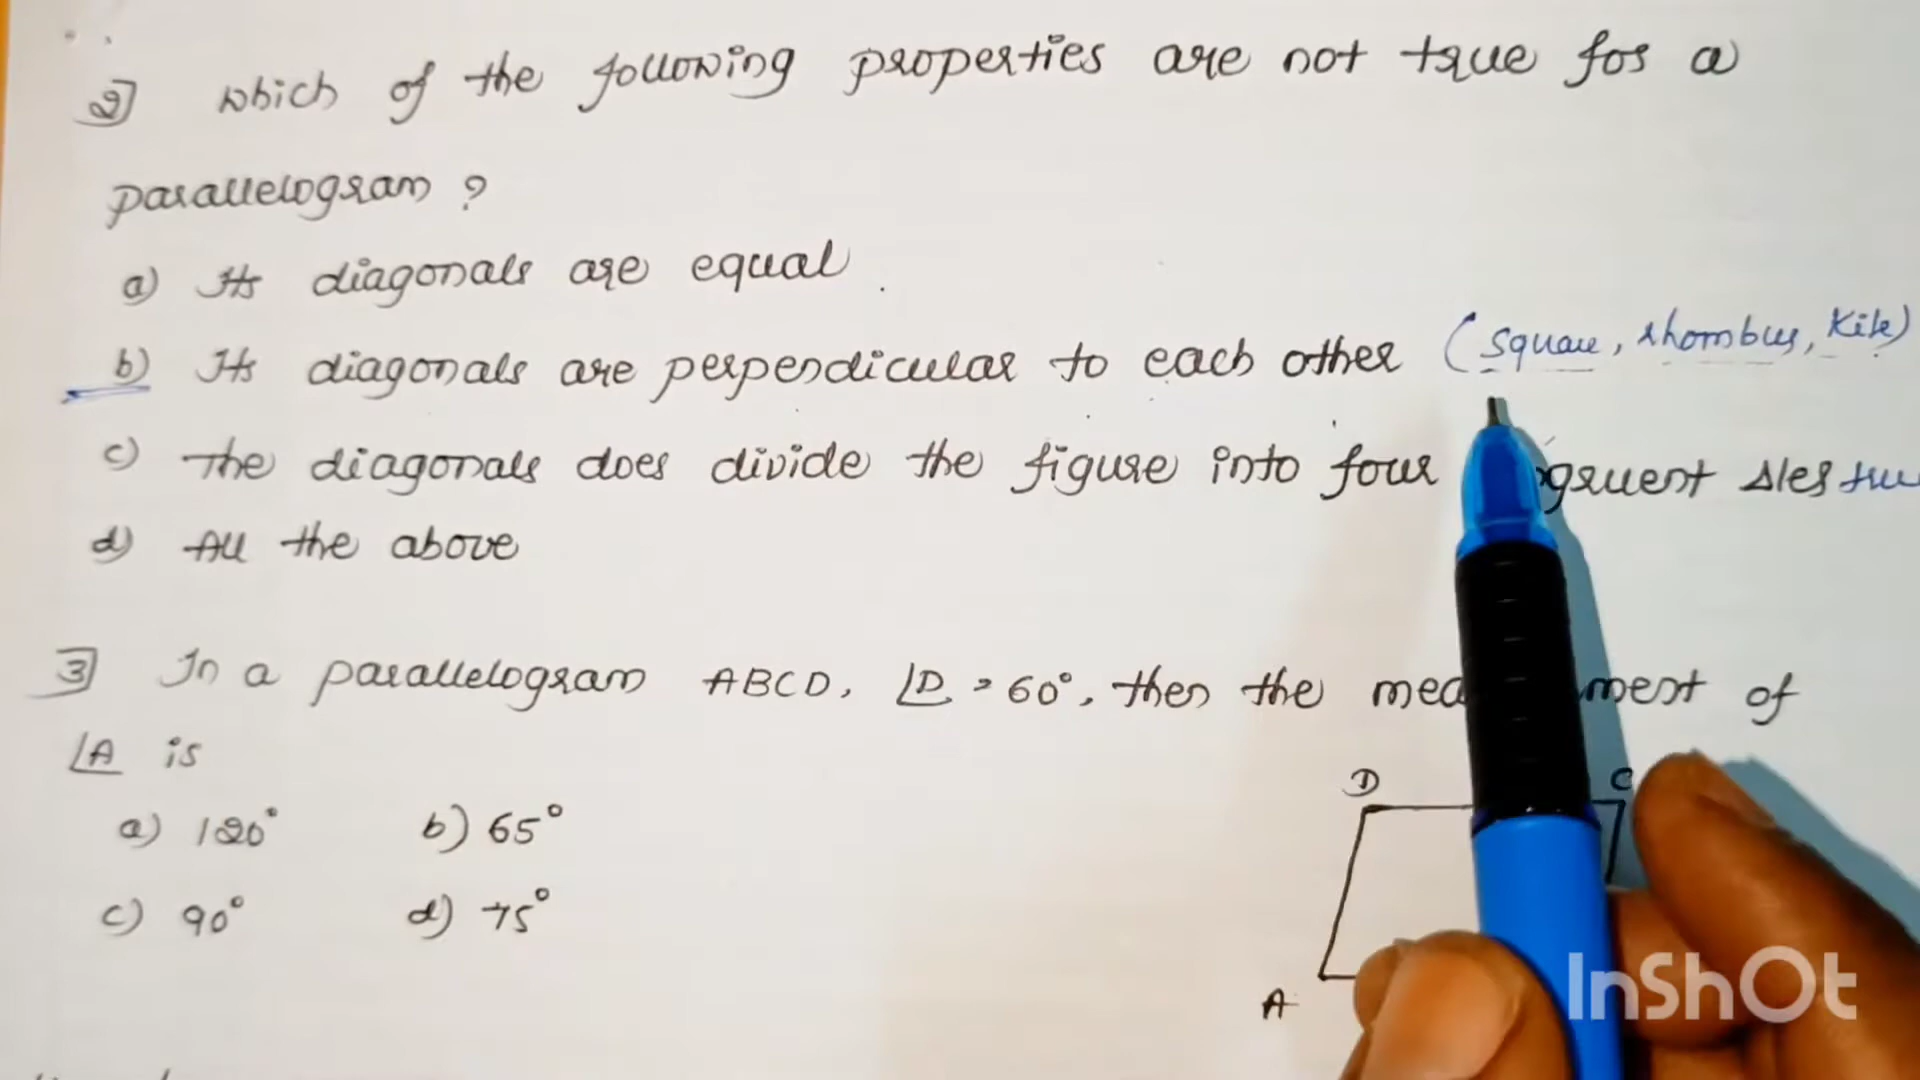 2] which of the following properties are not true for a
parallelogram ?
a) Its diagonals are equal.
b) Its diagonals are perpendicular to each other (square, rhombus, kite)
c) The diagonals does divide the figure into four
d) All the above
3] In a parallelogram ABCD, ∠D = 60°, then the of
∠A is
a) 120° b) 65°
c) 90° d) 75°
D C
A
InShOt